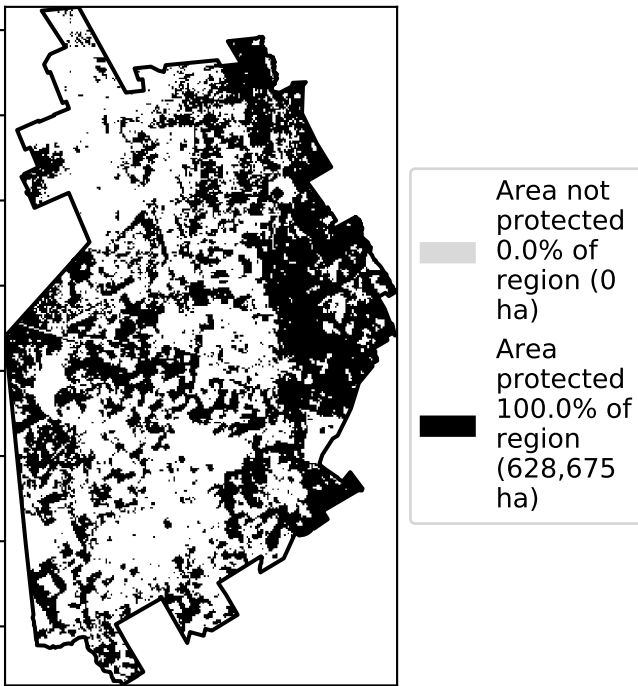 Area not
protected
0.0% of
region (0
ha)
Area
protected
100.0% of
region
(628,675
ha)